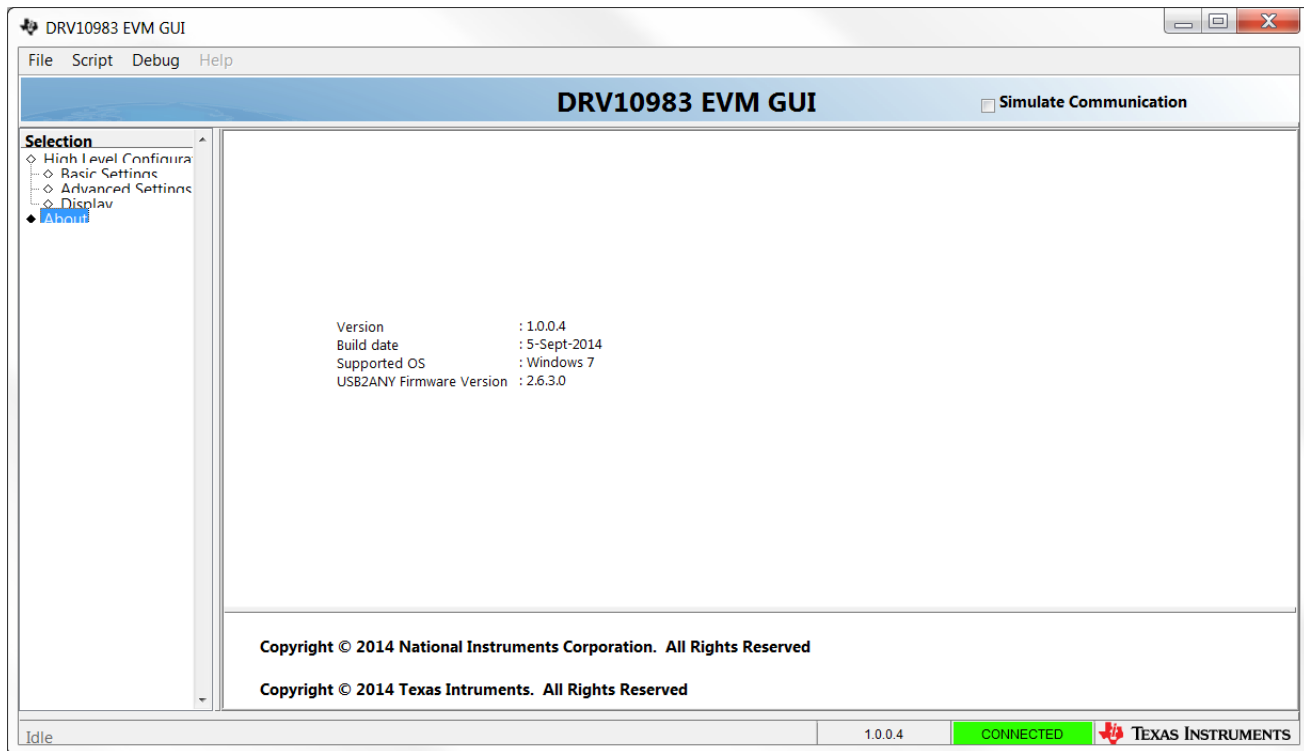 DRV10983 EVM GUI
File Script Debug Help
DRV10983 EVM GUI
Simulate Communication
Selection
High Level Configura
Basic Settings
Advanced Settings
Display
About
Version : 1.0.0.4
Build date : 5-Sept-2014
Supported OS : Windows 7
USB2ANY Firmware Version : 2.6.3.0
Copyright © 2014 National Instruments Corporation. All Rights Reserved
Copyright © 2014 Texas Intruments. All Rights Reserved
Idle
1.0.0.4
CONNECTED
TEXAS INSTRUMENTS